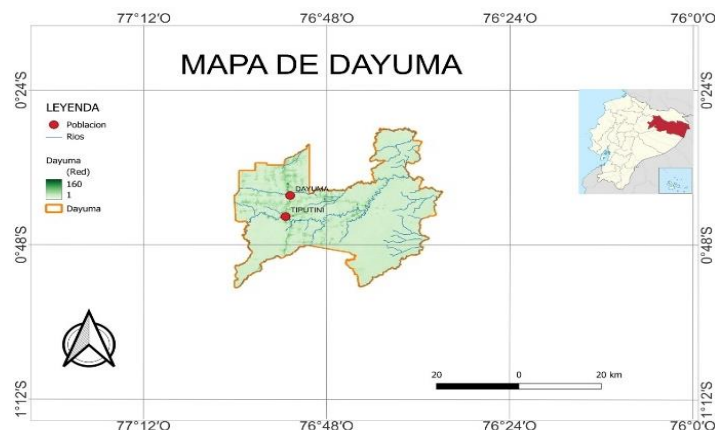 77°12'O 76°48'O 76°24'O 76°0'O
MAPA DE DAYUMA
0°24'S 0°24'S
LEYENDA
Poblacion
Rios
Dayuma
(Red)
160
1
Dayuma
DAYUMA
TIPUTINI
0°48'S 0°48'S
20 0 20 km
1°12'S 1°12'S
77°12'O 76°48'O 76°24'O 76°0'O